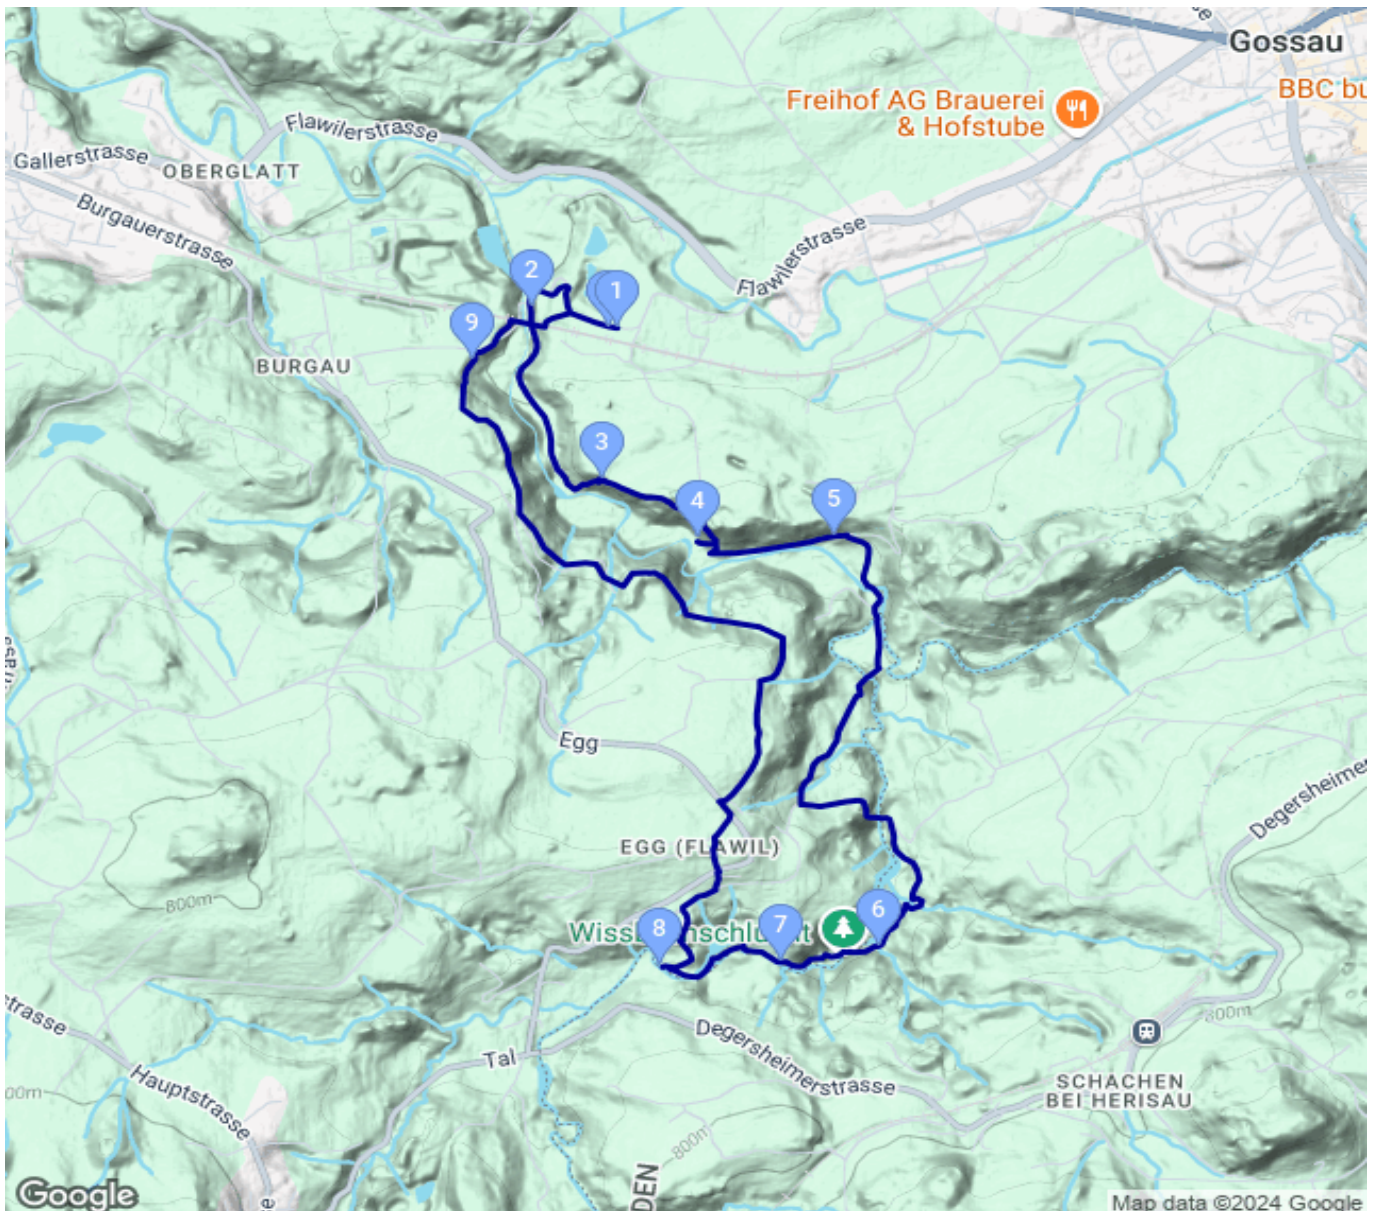 Gossau
BBC bu
Freihof AG Brauerei
& Hofstube
Flawilerstrasse
Gallerstrasse
OBERGLATT
Burgauerstrasse
Flawilerstrasse
2
1
9
BURGAU
3
4
5
Egg
Degersheimer
EGG (FLAWIL)
800m
6
7
8
strasse
800m
Degersheimerstrasse
Tal
Hauptstrasse
00m
SCHACHEN
BEI HERISAU
800m
DEN
Google
Map data ©2024 Google